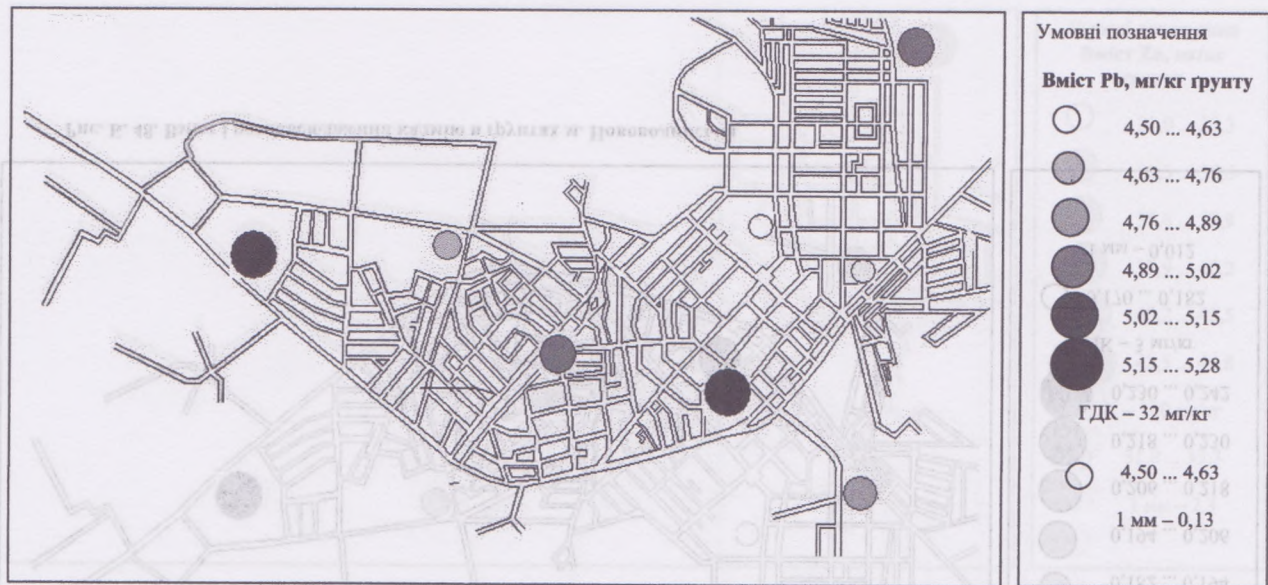 Умовні позначення
Вміст Pb, мг/кг ґрунту
4,50 ... 4,63
4,63 ... 4,76
4,76 ... 4,89
4,89 ... 5,02
5,02 ... 5,15
5,15 ... 5,28
ГДК – 32 мг/кг
4,50 ... 4,63
1 мм – 0,13